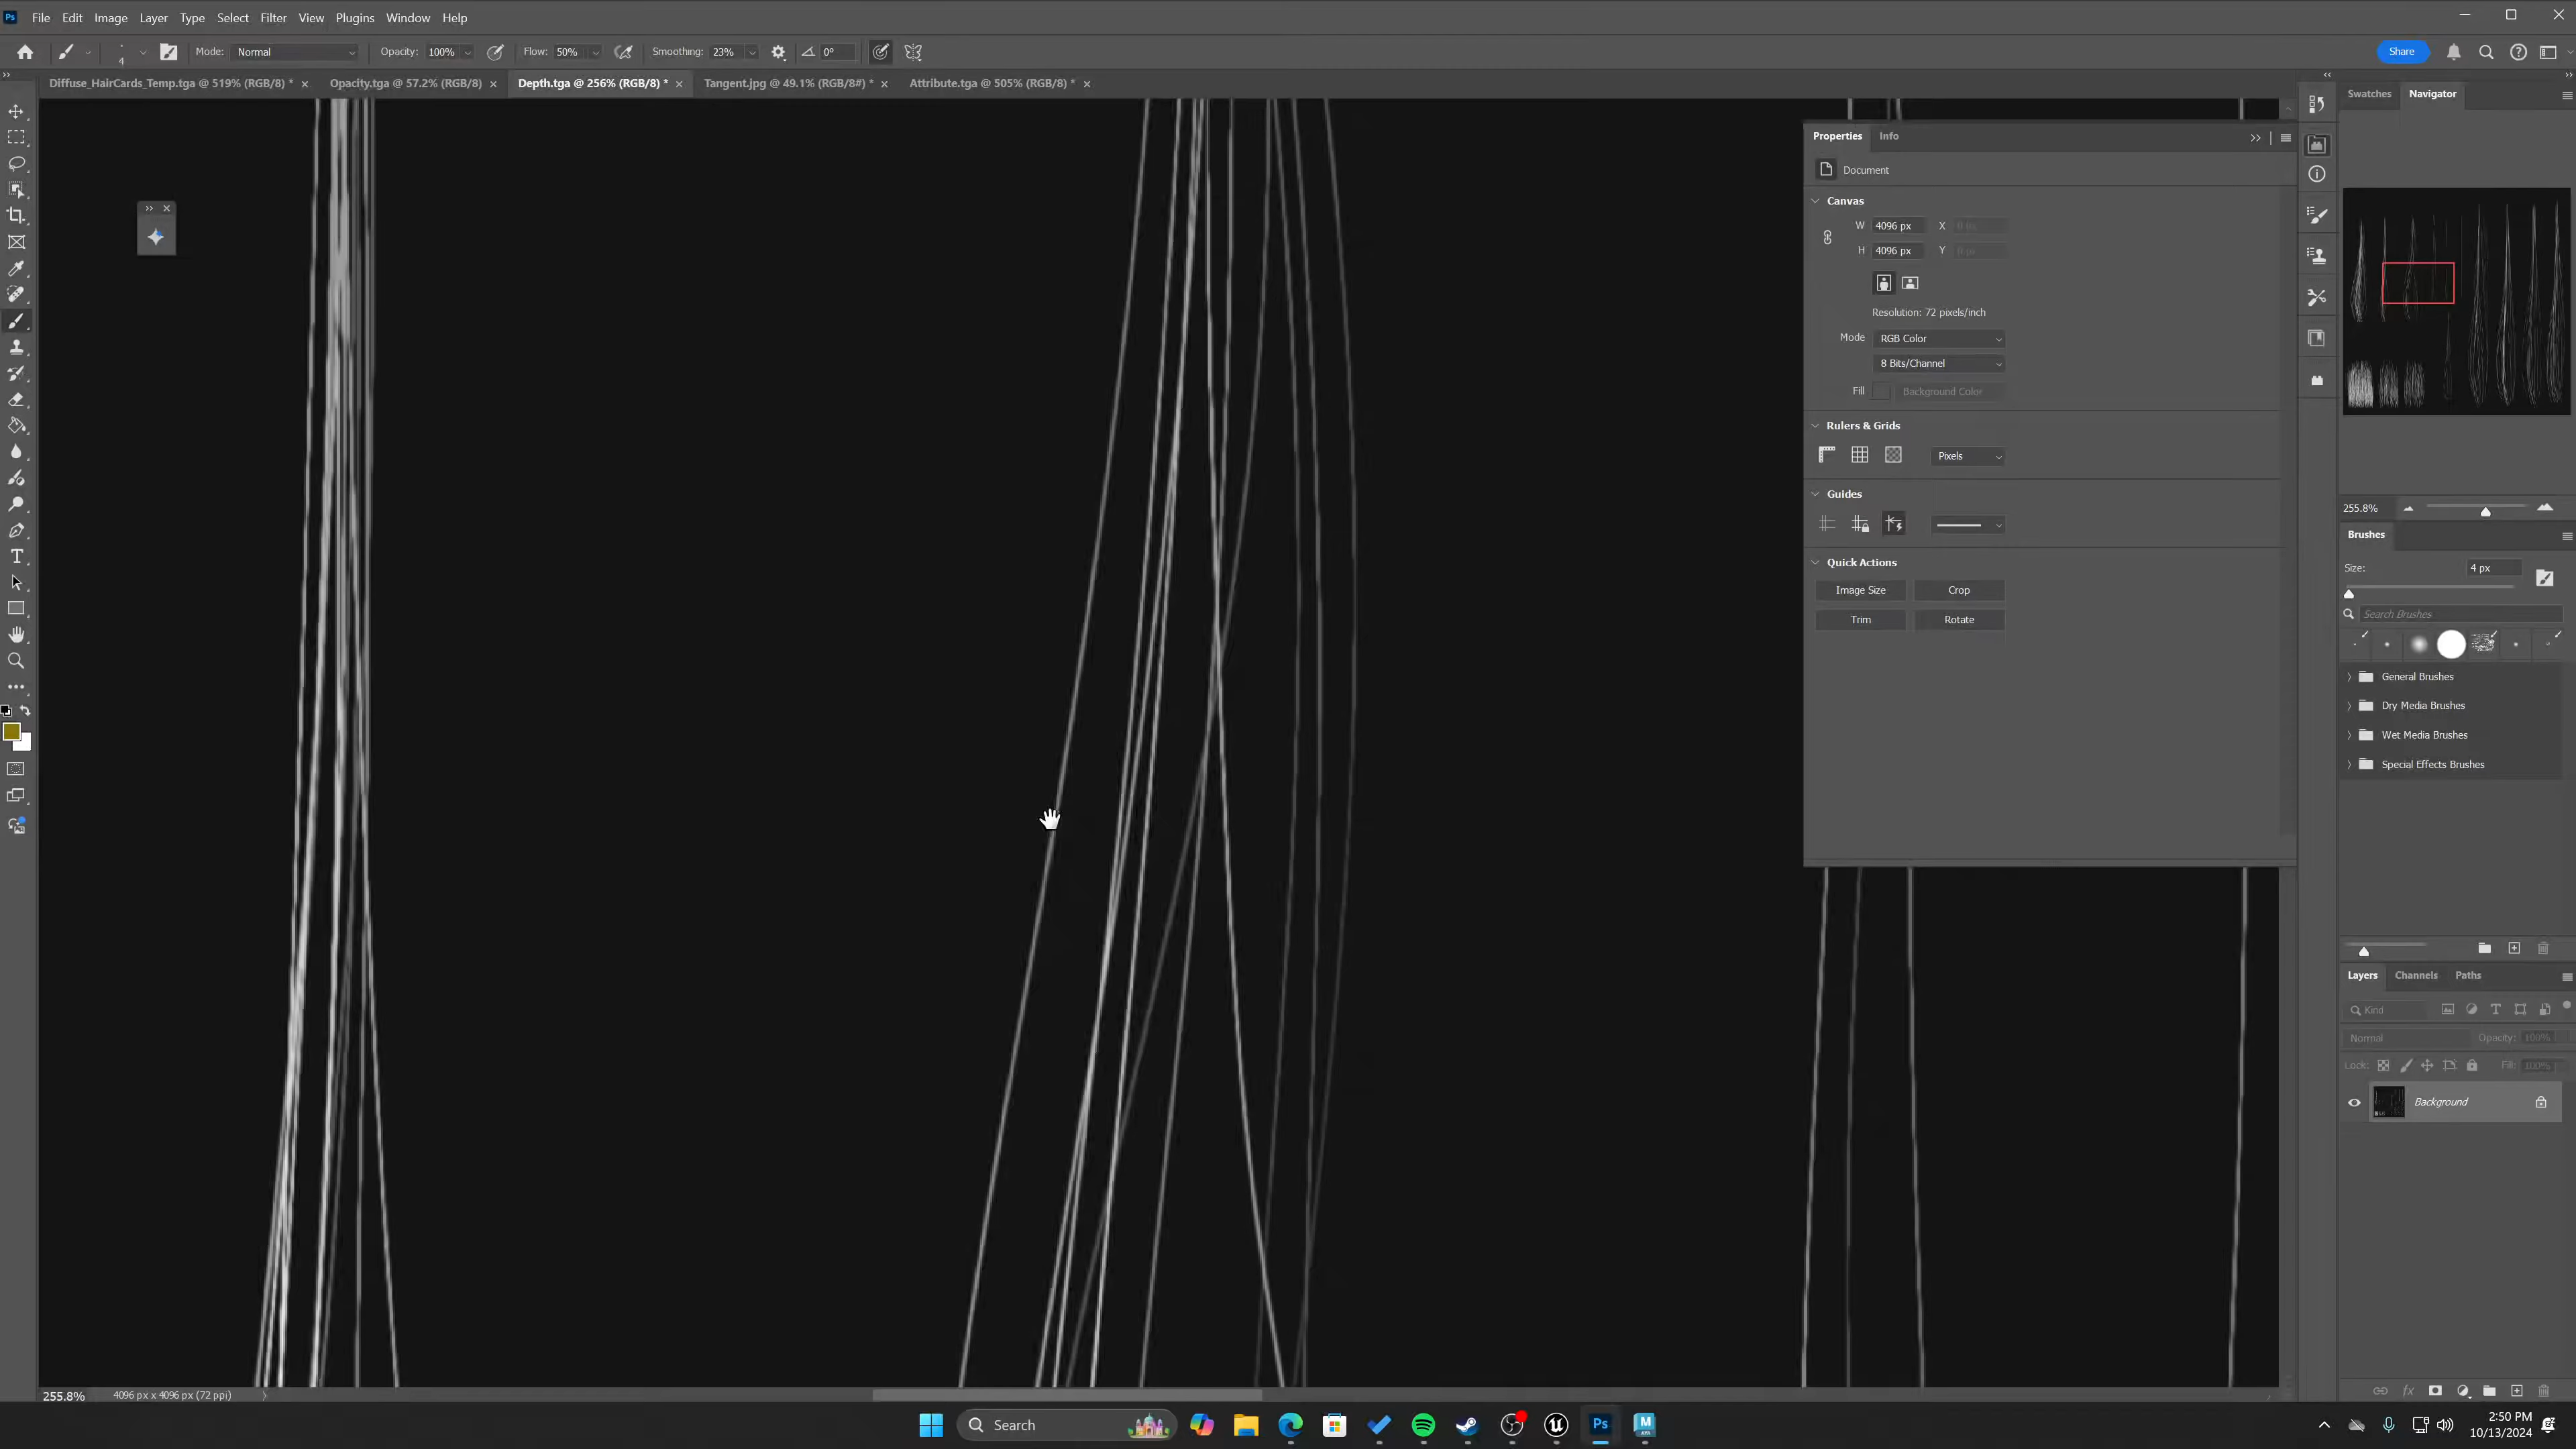 Ps File Edit Image Layer Type Select Filter View Plugins Window Help
4 Mode: Normal Opacity: 100% Flow: 50% Smoothing: 23% 0° Share
Diffuse_HairCards_Temp.tga @ 519% (RGB/8) * Opacity.tga @ 57.2% (RGB/8) Depth.tga @ 256% (RGB/8) * Tangent.jpg @ 49.1% (RGB/8#) * Attribute.tga @ 505% (RGB/8) *
Properties Info
Document
Canvas
W 4096 px X
H 4096 px Y
Resolution: 72 pixels/inch
Mode RGB Color
8 Bits/Channel
Fill Background Color
Rulers & Grids
Pixels
Guides
Quick Actions
Image Size Crop
Trim Rotate
Swatches Navigator
255.8%
Brushes
Size: 4 px
Search Brushes
General Brushes
Dry Media Brushes
Wet Media Brushes
Special Effects Brushes
Layers Channels Paths
Kind
Normal Opacity: 100%
Lock: Fill: 100%
Background
255.8% 4096 px x 4096 px (72 ppi)
Search
Ps
M
2:50 PM
10/13/2024